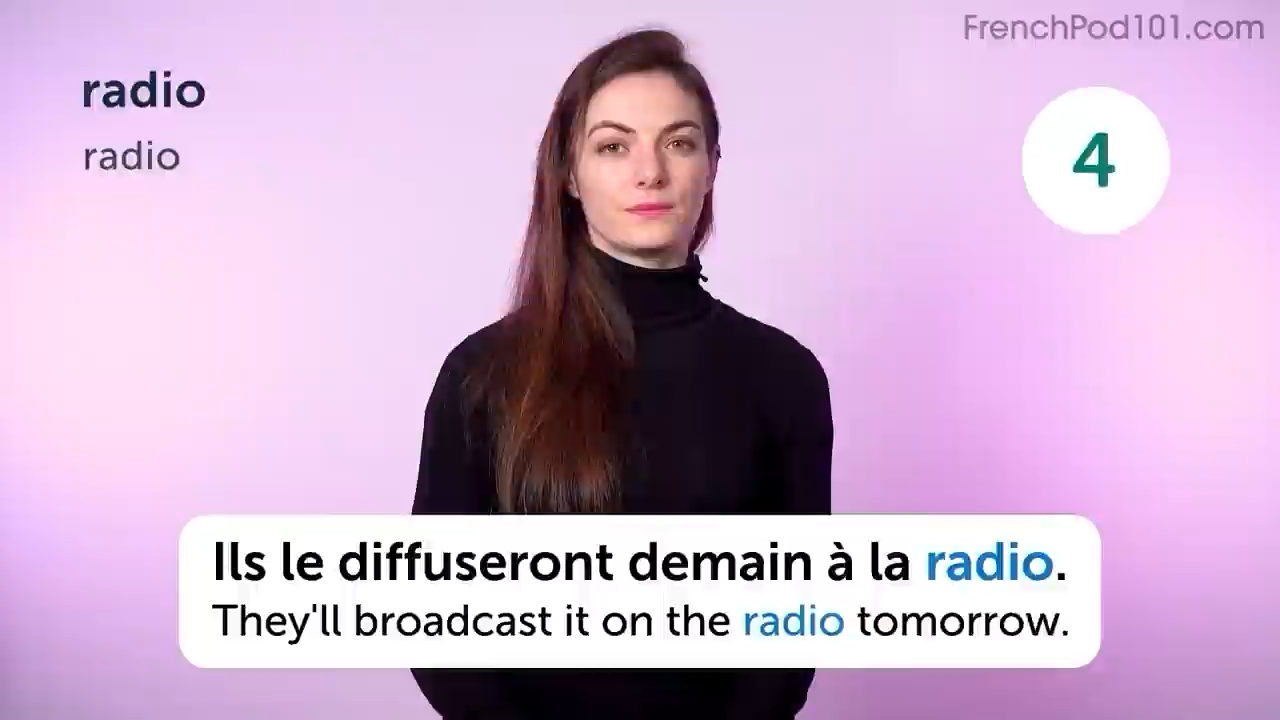 FrenchPod101.com
radio
radio
4
Ils le diffuseront demain à la radio.
They'll broadcast it on the radio tomorrow.